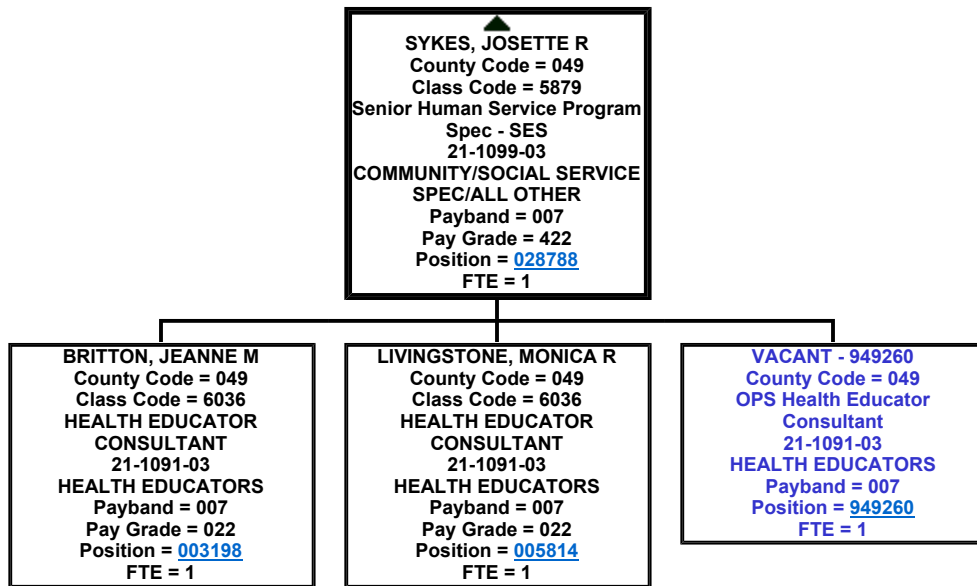 SYKES, JOSETTE R
County Code = 049
Class Code = 5879
Senior Human Service Program
Spec - SES
21-1099-03
COMMUNITY/SOCIAL SERVICE
SPEC/ALL OTHER
Payband = 007
Pay Grade = 422
Position = 028788
FTE = 1
BRITTON, JEANNE M
County Code = 049
Class Code = 6036
HEALTH EDUCATOR
CONSULTANT
21-1091-03
HEALTH EDUCATORS
Payband = 007
Pay Grade = 022
Position = 003198
FTE = 1
LIVINGSTONE, MONICA R
County Code = 049
Class Code = 6036
HEALTH EDUCATOR
CONSULTANT
21-1091-03
HEALTH EDUCATORS
Payband = 007
Pay Grade = 022
Position = 005814
FTE = 1
VACANT - 949260
County Code = 049
OPS Health Educator
Consultant
21-1091-03
HEALTH EDUCATORS
Payband = 007
Position = 949260
FTE = 1